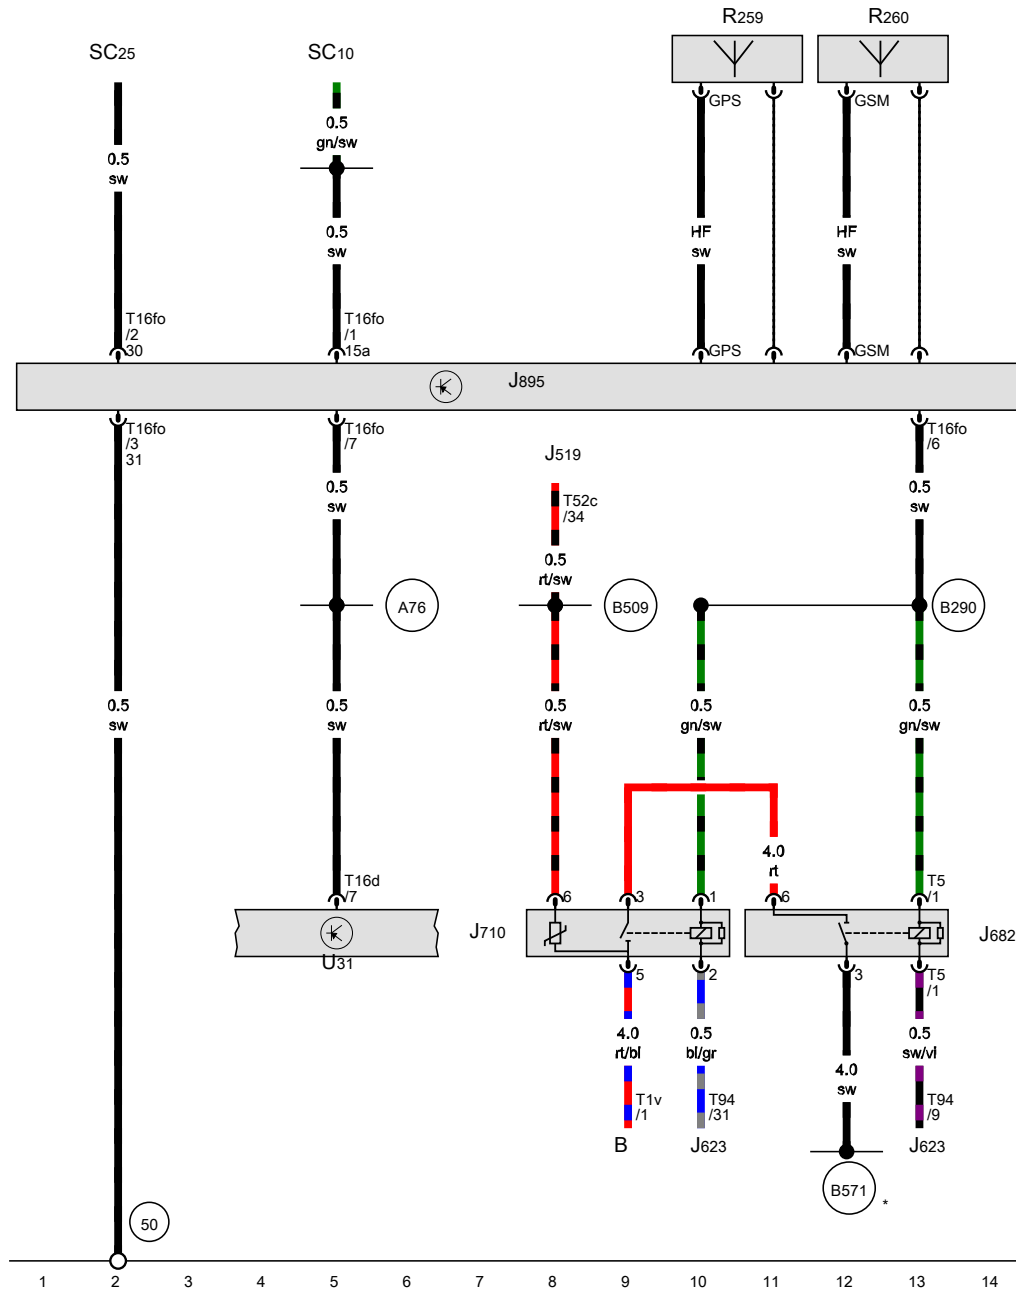 R259
R260
SC25
SC10
GPS
GSM
0.5
gn/sw
0.5
sw
0.5
sw
HF
sw
HF
sw
T16fo
/2
30
T16fo
/1
15a
GPS
GSM
J895
T16fo
/3
31
T16fo
/7
T16fo
/6
J519
T52c
/34
0.5
sw
0.5
sw
0.5
rt/sw
A76
B509
B290
0.5
sw
0.5
sw
0.5
rt/sw
0.5
gn/sw
0.5
gn/sw
4.0
rt
T16d
/7
6
3
1
6
T5
/1
J710
J682
U31
5
2
3
T5
/1
4.0
rt/bl
0.5
bl/gr
0.5
sw/vi
4.0
sw
T1v
/1
T94
/31
T94
/9
B
J623
J623
B571
*
50
1 2 3 4 5 6 7 8 9 10 11 12 13 14